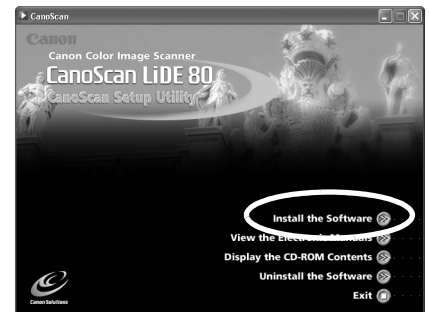 CanoScan
Canon
Canon Color Image Scanner
CanoScan LiDE 80
CanoScan Setup Utility
Install the Software
View the Electronic Manuals
Display the CD-ROM Contents
Uninstall the Software
Exit
Canon Solutions